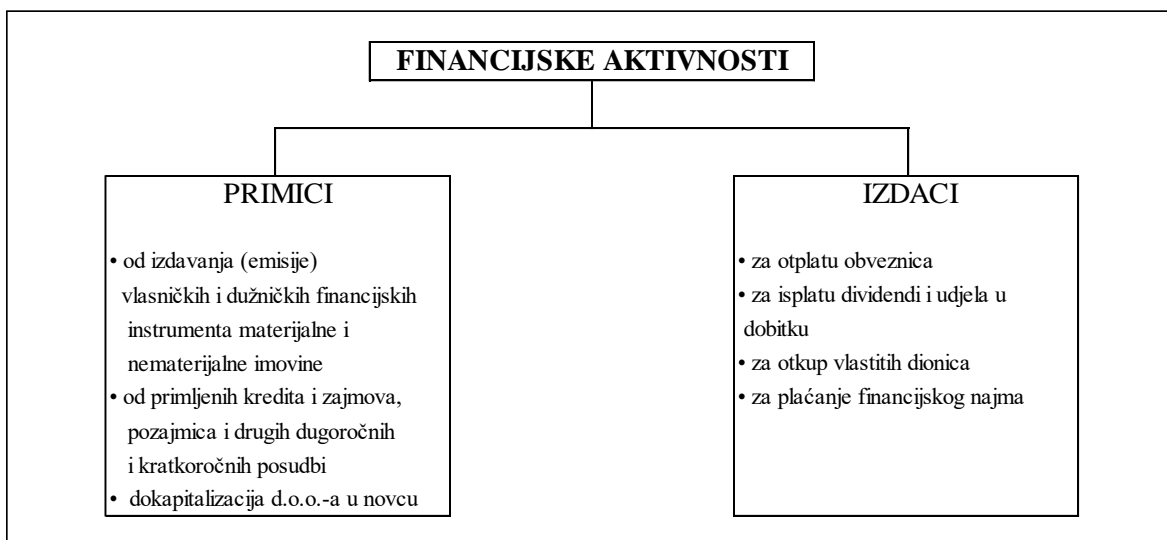 FINANCIJSKE AKTIVNOSTI
PRIMICI
• od izdavanja (emisije)
vlasničkih i dužničkih financijskih
instrumenta materijalne i
nematerijalne imovine
• od primljenih kredita i zajmova,
pozajmica i drugih dugoročnih
i kratkoročnih posudbi
• dokapitalizacija d.o.o.-a u novcu
IZDACI
• za otplatu obveznica
• za isplatu dividendi i udjela u
dobitku
• za otkup vlastitih dionica
• za plaćanje financijskog najma